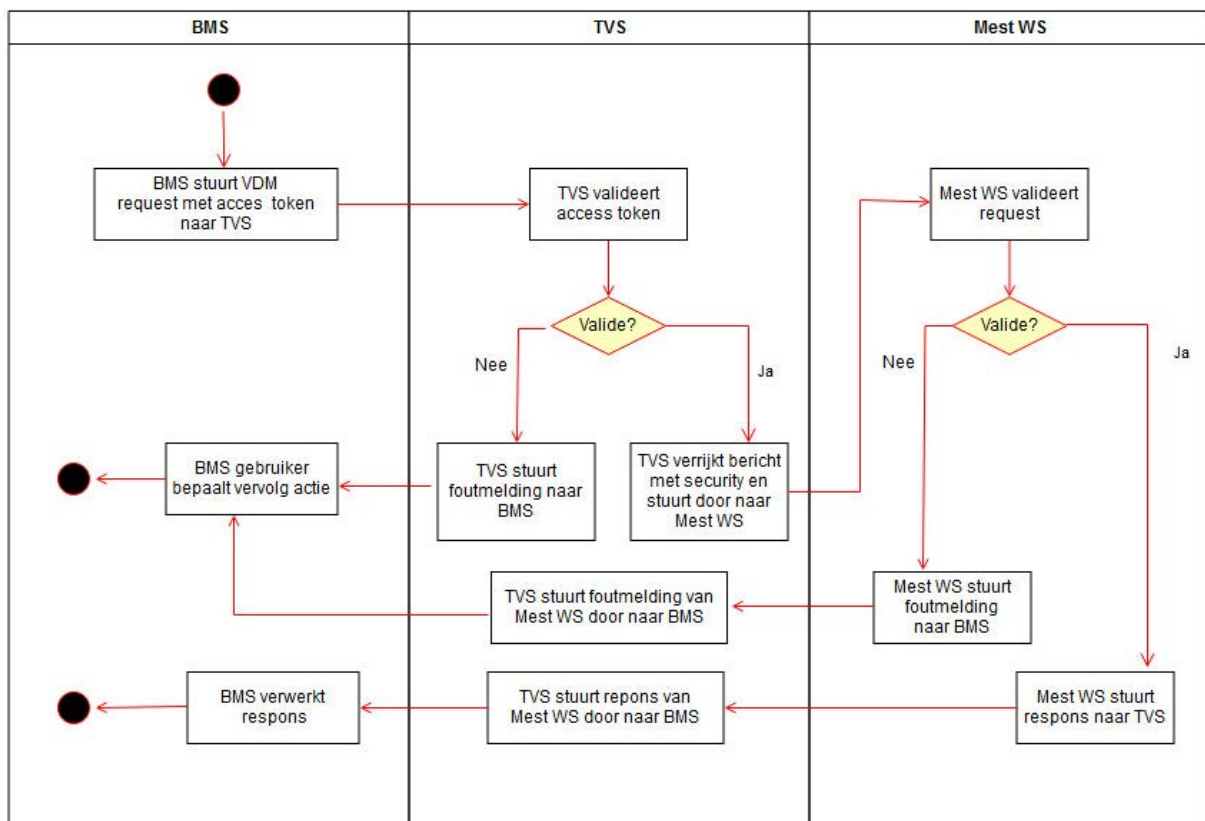 BMS
TVS
Mest WS
BMS stuurt VDM
request met acces token
naar TVS
TVS valideert
access token
Mest WS valideert
request
Valide?
Valide?
Nee
Ja
Nee
Ja
BMS gebruiker
bepaalt vervolg actie
TVS stuurt
foutmelding naar
BMS
TVS verrijkt bericht
met security en
stuurt door naar
Mest WS
TVS stuurt foutmelding van
Mest WS door naar BMS
Mest WS stuurt
foutmelding
naar BMS
BMS verwerkt
respons
TVS stuurt repons van
Mest WS door naar BMS
Mest WS stuurt
respons naar TVS